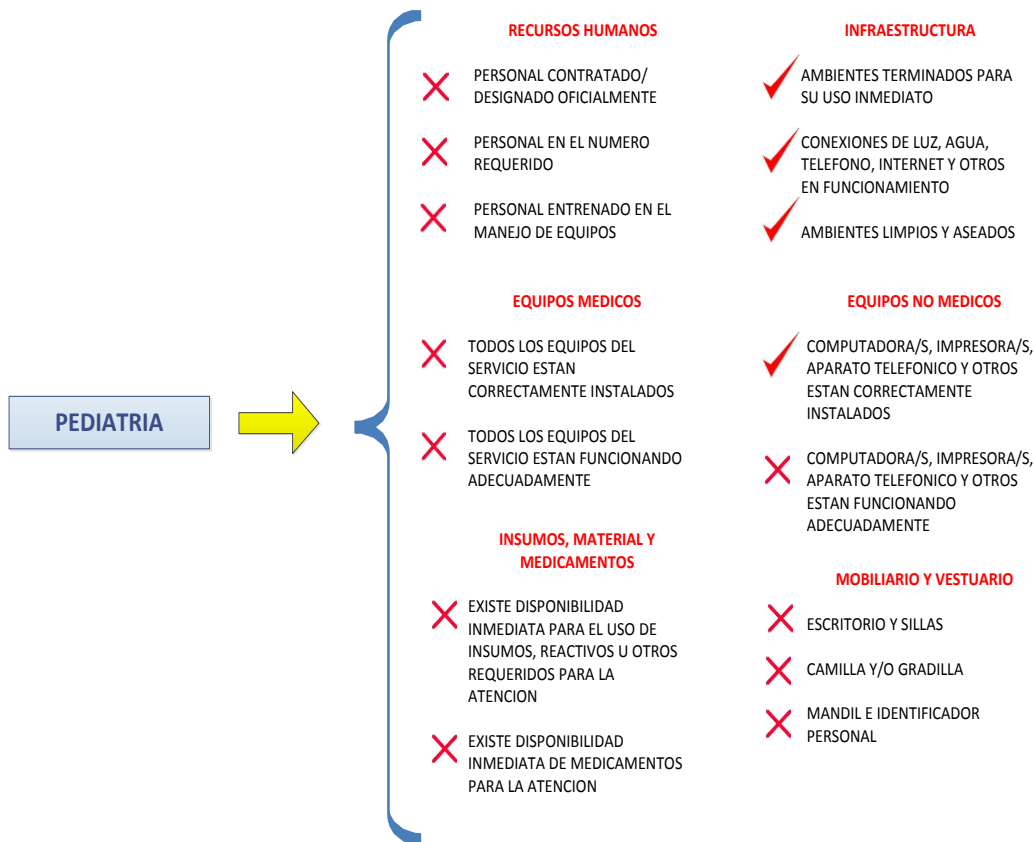 PEDIATRIA
RECURSOS HUMANOS
PERSONAL CONTRATADO/
DESIGNADO OFICIALMENTE
PERSONAL EN EL NUMERO
REQUERIDO
PERSONAL ENTRENADO EN EL
MANEJO DE EQUIPOS
EQUIPOS MEDICOS
TODOS LOS EQUIPOS DEL
SERVICIO ESTAN
CORRECTAMENTE INSTALADOS
TODOS LOS EQUIPOS DEL
SERVICIO ESTAN FUNCIONANDO
ADECUADAMENTE
INSUMOS, MATERIAL Y
MEDICAMENTOS
EXISTE DISPONIBILIDAD
INMEDIATA PARA EL USO DE
INSUMOS, REACTIVOS U OTROS
REQUERIDOS PARA LA
ATENCION
EXISTE DISPONIBILIDAD
INMEDIATA DE MEDICAMENTOS
PARA LA ATENCION
INFRAESTRUCTURA
AMBIENTES TERMINADOS PARA
SU USO INMEDIATO
CONEXIONES DE LUZ, AGUA,
TELEFONO, INTERNET Y OTROS
EN FUNCIONAMIENTO
AMBIENTES LIMPIOS Y ASEADOS
EQUIPOS NO MEDICOS
COMPUTADORA/S, IMPRESORA/S,
APARATO TELEFONICO Y OTROS
ESTAN CORRECTAMENTE
INSTALADOS
COMPUTADORA/S, IMPRESORA/S,
APARATO TELEFONICO Y OTROS
ESTAN FUNCIONANDO
ADECUADAMENTE
MOBILIARIO Y VESTUARIO
ESCRITORIO Y SILLAS
CAMILLA Y/O GRADILLA
MANDIL E IDENTIFICADOR
PERSONAL